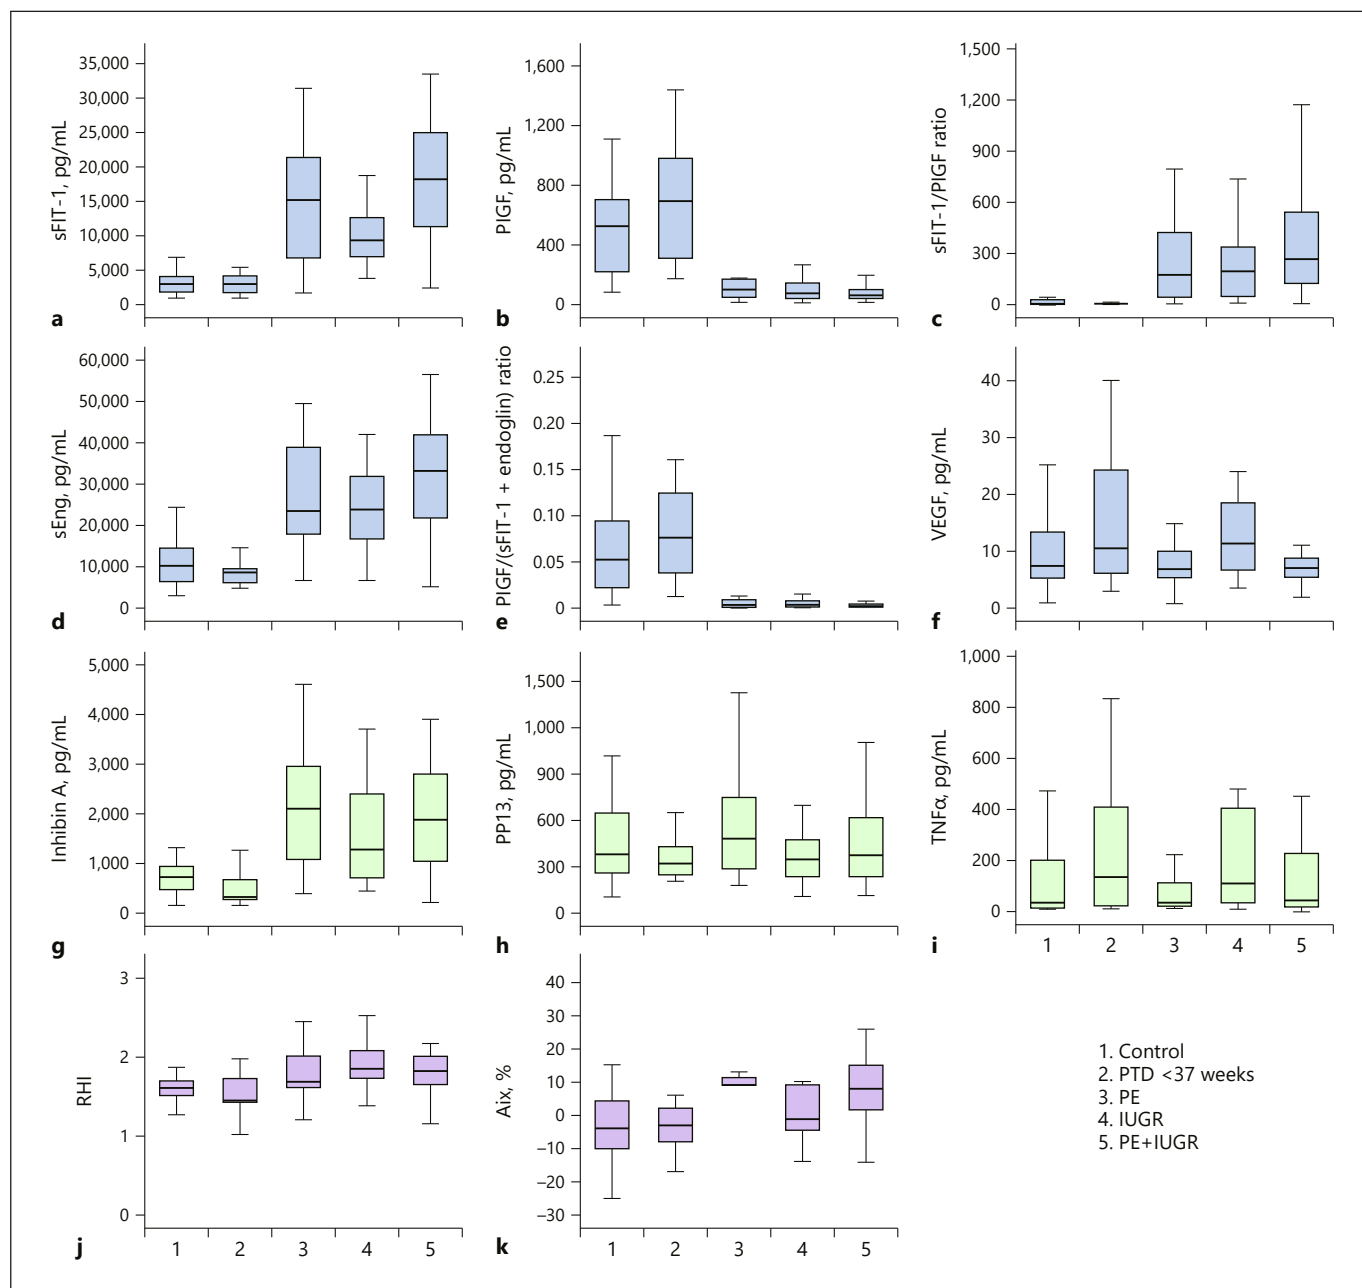 sFIT-1, pg/mL
35,000
30,000
25,000
20,000
15,000
10,000
5,000
0
a
PIGF, pg/mL
1,600
1,200
800
400
0
b
sFIT-1/PIGF ratio
1,500
1,200
900
600
300
0
c
sEng, pg/mL
60,000
50,000
40,000
30,000
20,000
10,000
0
d
PIGF/(sFIT-1 + endoglin) ratio
0.25
0.20
0.15
0.10
0.05
0
e
VEGF, pg/mL
40
30
20
10
0
f
Inhibin A, pg/mL
5,000
4,000
3,000
2,000
1,000
0
g
PP13, pg/mL
1,500
1,000
900
600
300
0
h
TNFα, pg/mL
1,000
800
600
400
200
0
i
1 2 3 4 5
RHI
3
2
1
0
j
1 2 3 4 5
Aix, %
40
30
20
10
0
–10
–20
–30
k
1 2 3 4 5
1. Control
2. PTD <37 weeks
3. PE
4. IUGR
5. PE+IUGR